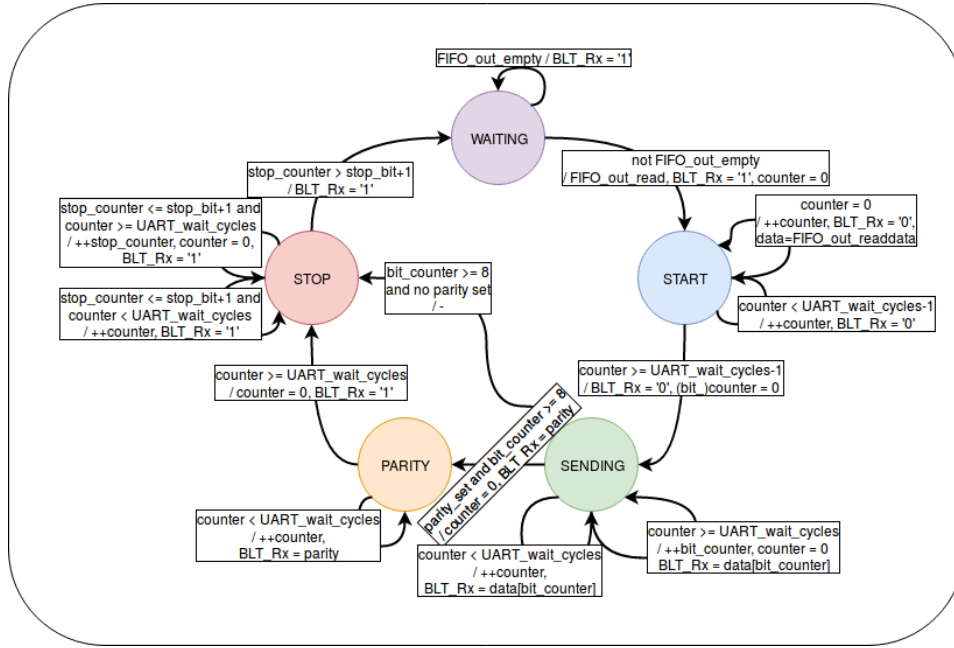 FIFO_out_empty / BLT_Rx = '1'
WAITING
not FIFO_out_empty
/ FIFO_out_read, BLT_Rx = '1', counter = 0
stop_counter > stop_bit+1
/ BLT_Rx = '1'
stop_counter <= stop_bit+1 and
counter >= UART_wait_cycles
/ ++stop_counter, counter = 0,
BLT_Rx = '1'
counter = 0
/ ++counter, BLT_Rx = '0',
data=FIFO_out_readdata
STOP
bit_counter >= 8
and no parity set
/ -
START
stop_counter <= stop_bit+1 and
counter < UART_wait_cycles
/ ++counter, BLT_Rx = '1'
counter < UART_wait_cycles-1
/ ++counter, BLT_Rx = '0'
counter >= UART_wait_cycles
/ counter = 0, BLT_Rx = '1'
counter >= UART_wait_cycles-1
/ BLT_Rx = '0', (bit_)counter = 0
parity_set and bit_counter >= 8
/ counter = 0, BLT_Rx = parity
PARITY
SENDING
counter < UART_wait_cycles
/ ++counter,
BLT_Rx = parity
counter < UART_wait_cycles
/ ++counter,
BLT_Rx = data[bit_counter]
counter >= UART_wait_cycles
/ ++bit_counter, counter = 0
BLT_Rx = data[bit_counter]